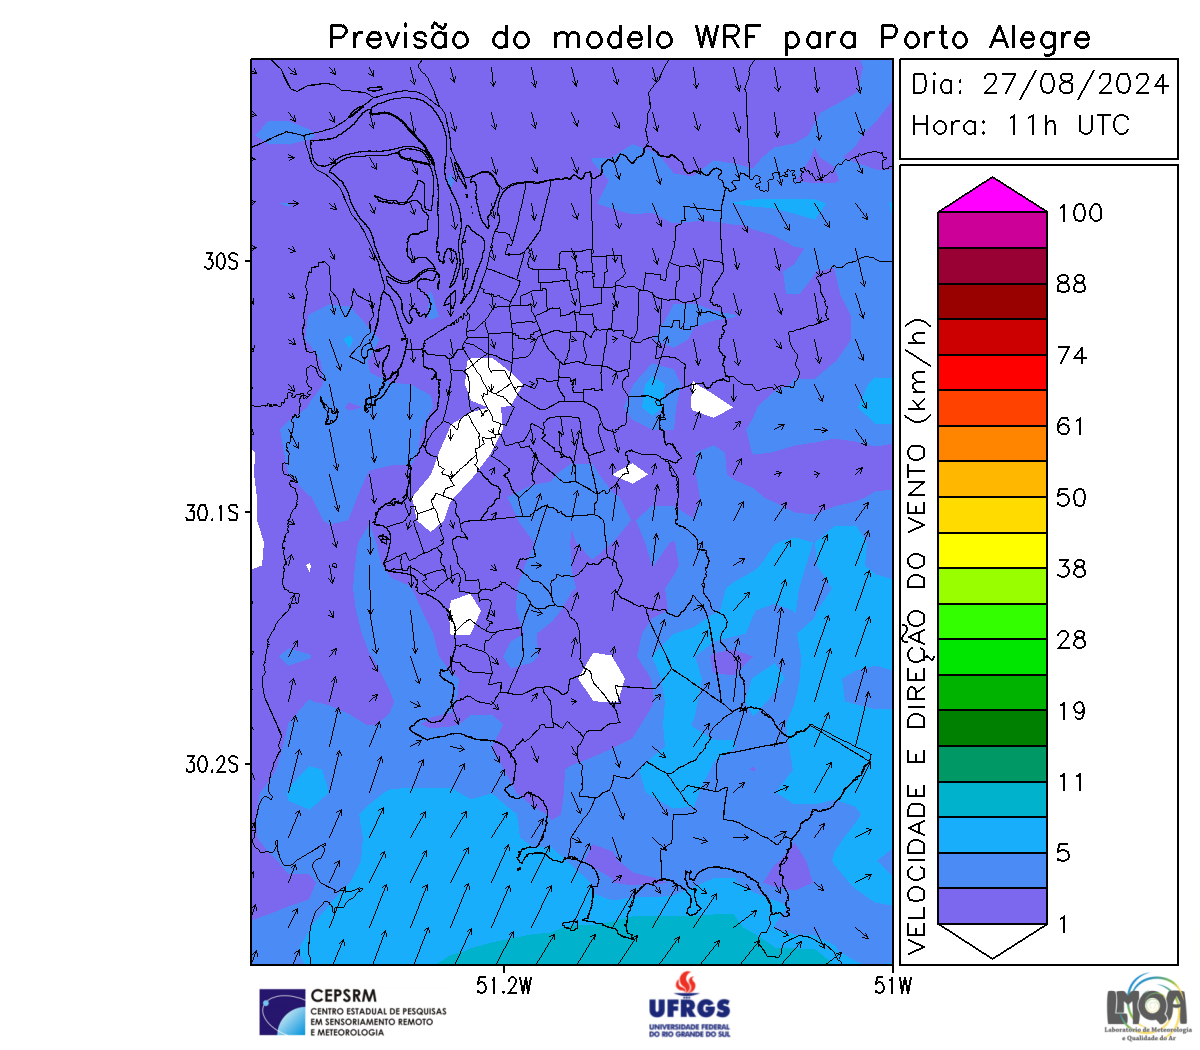 Previsão do modelo WRF para Porto Alegre
Dia: 27/08/2024
Hora: 11h UTC
30S
30.1S
30.2S
51.2W
51W
VELOCIDADE E DIREÇÃO DO VENTO (km/h)
100
88
74
61
50
38
28
19
11
5
1
CEPSRM
CENTRO ESTADUAL DE PESQUISAS
EM SENSORIAMENTO REMOTO
E METEOROLOGIA
UFRGS
UNIVERSIDADE FEDERAL
DO RIO GRANDE DO SUL
LMQA
Laboratório de Meteorologia
e Qualidade do Ar